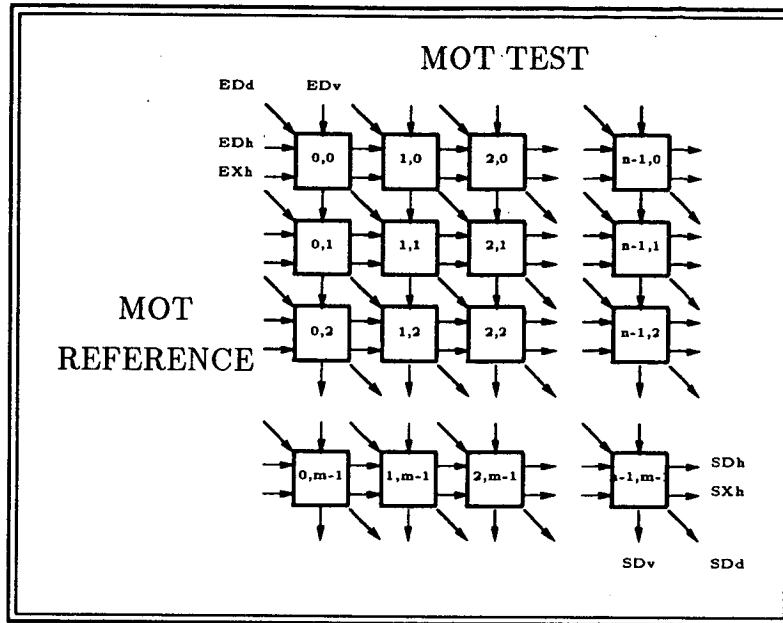 MOT TEST
EDd EDv
EDh
EXh
0,0 1,0 2,0 n-1,0
0,1 1,1 2,1 n-1,1
MOT
REFERENCE
0,2 1,2 2,2 n-1,2
0,m-1 1,m-1 2,m-1 n-1,m-1
SDh
SXh
SDv SDd